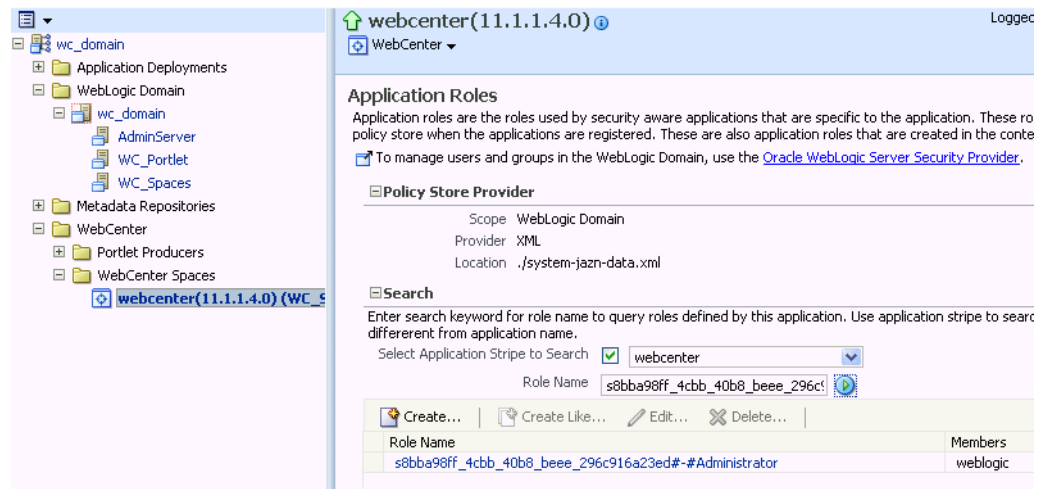 wc_domain
Application Deployments
WebLogic Domain
wc_domain
AdminServer
WC_Portlet
WC_Spaces
Metadata Repositories
WebCenter
Portlet Producers
WebCenter Spaces
webcenter(11.1.1.4.0) (WC_S
webcenter(11.1.1.4.0)
Logged
WebCenter
Application Roles
Application roles are the roles used by security aware applications that are specific to the application. These ro
policy store when the applications are registered. These are also application roles that are created in the conte
To manage users and groups in the WebLogic Domain, use the Oracle WebLogic Server Security Provider.
Policy Store Provider
Scope WebLogic Domain
Provider XML
Location ./system-jazn-data.xml
Search
Enter search keyword for role name to query roles defined by this application. Use application stripe to searc
differerent from application name.
Select Application Stripe to Search webcenter
Role Name s8bba98ff_4cbb_40b8_beee_296c9
Create... Create Like... Edit... Delete...
Role Name Members
s8bba98ff_4cbb_40b8_beee_296c916a23ed#-#Administrator weblogic